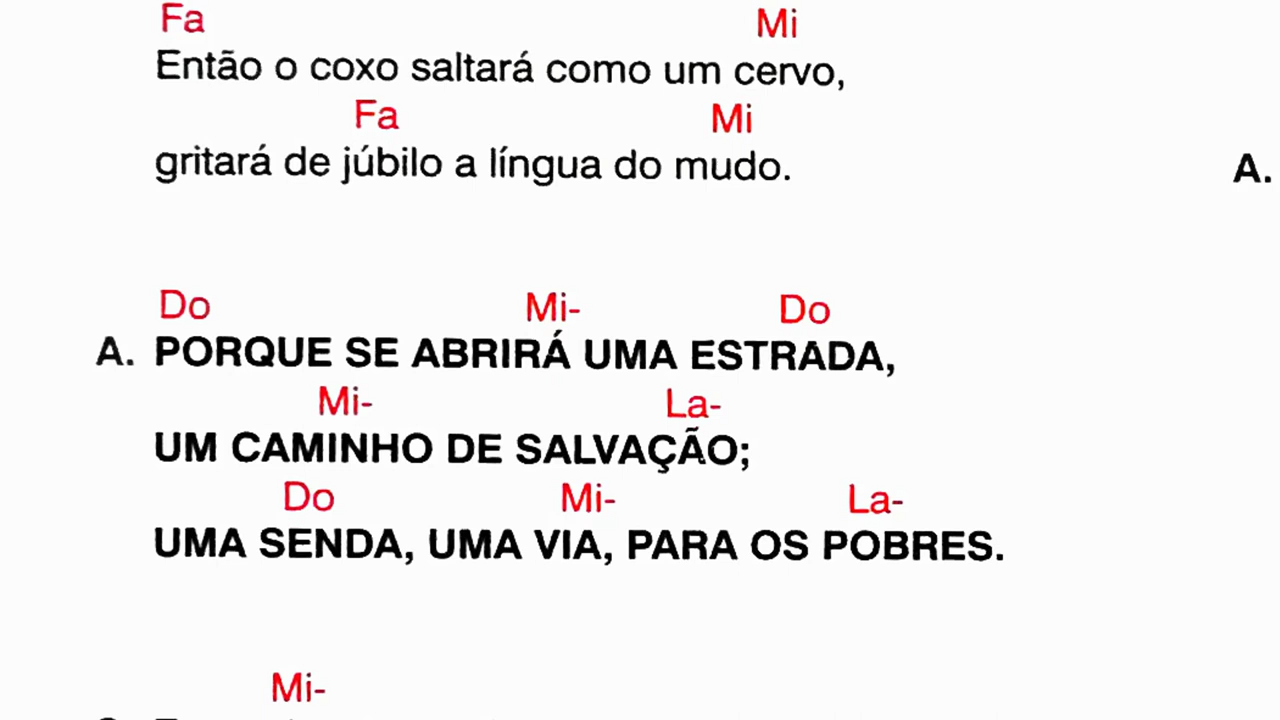 Fa Mi
Então o coxo saltará como um cervo,
Fa Mi
gritará de júbilo a língua do mudo.
A.
Do Mi- Do
A. PORQUE SE ABRIRÁ UMA ESTRADA,
Mi- La-
UM CAMINHO DE SALVAÇÃO;
Do Mi- La-
UMA SENDA, UMA VIA, PARA OS POBRES.
Mi-